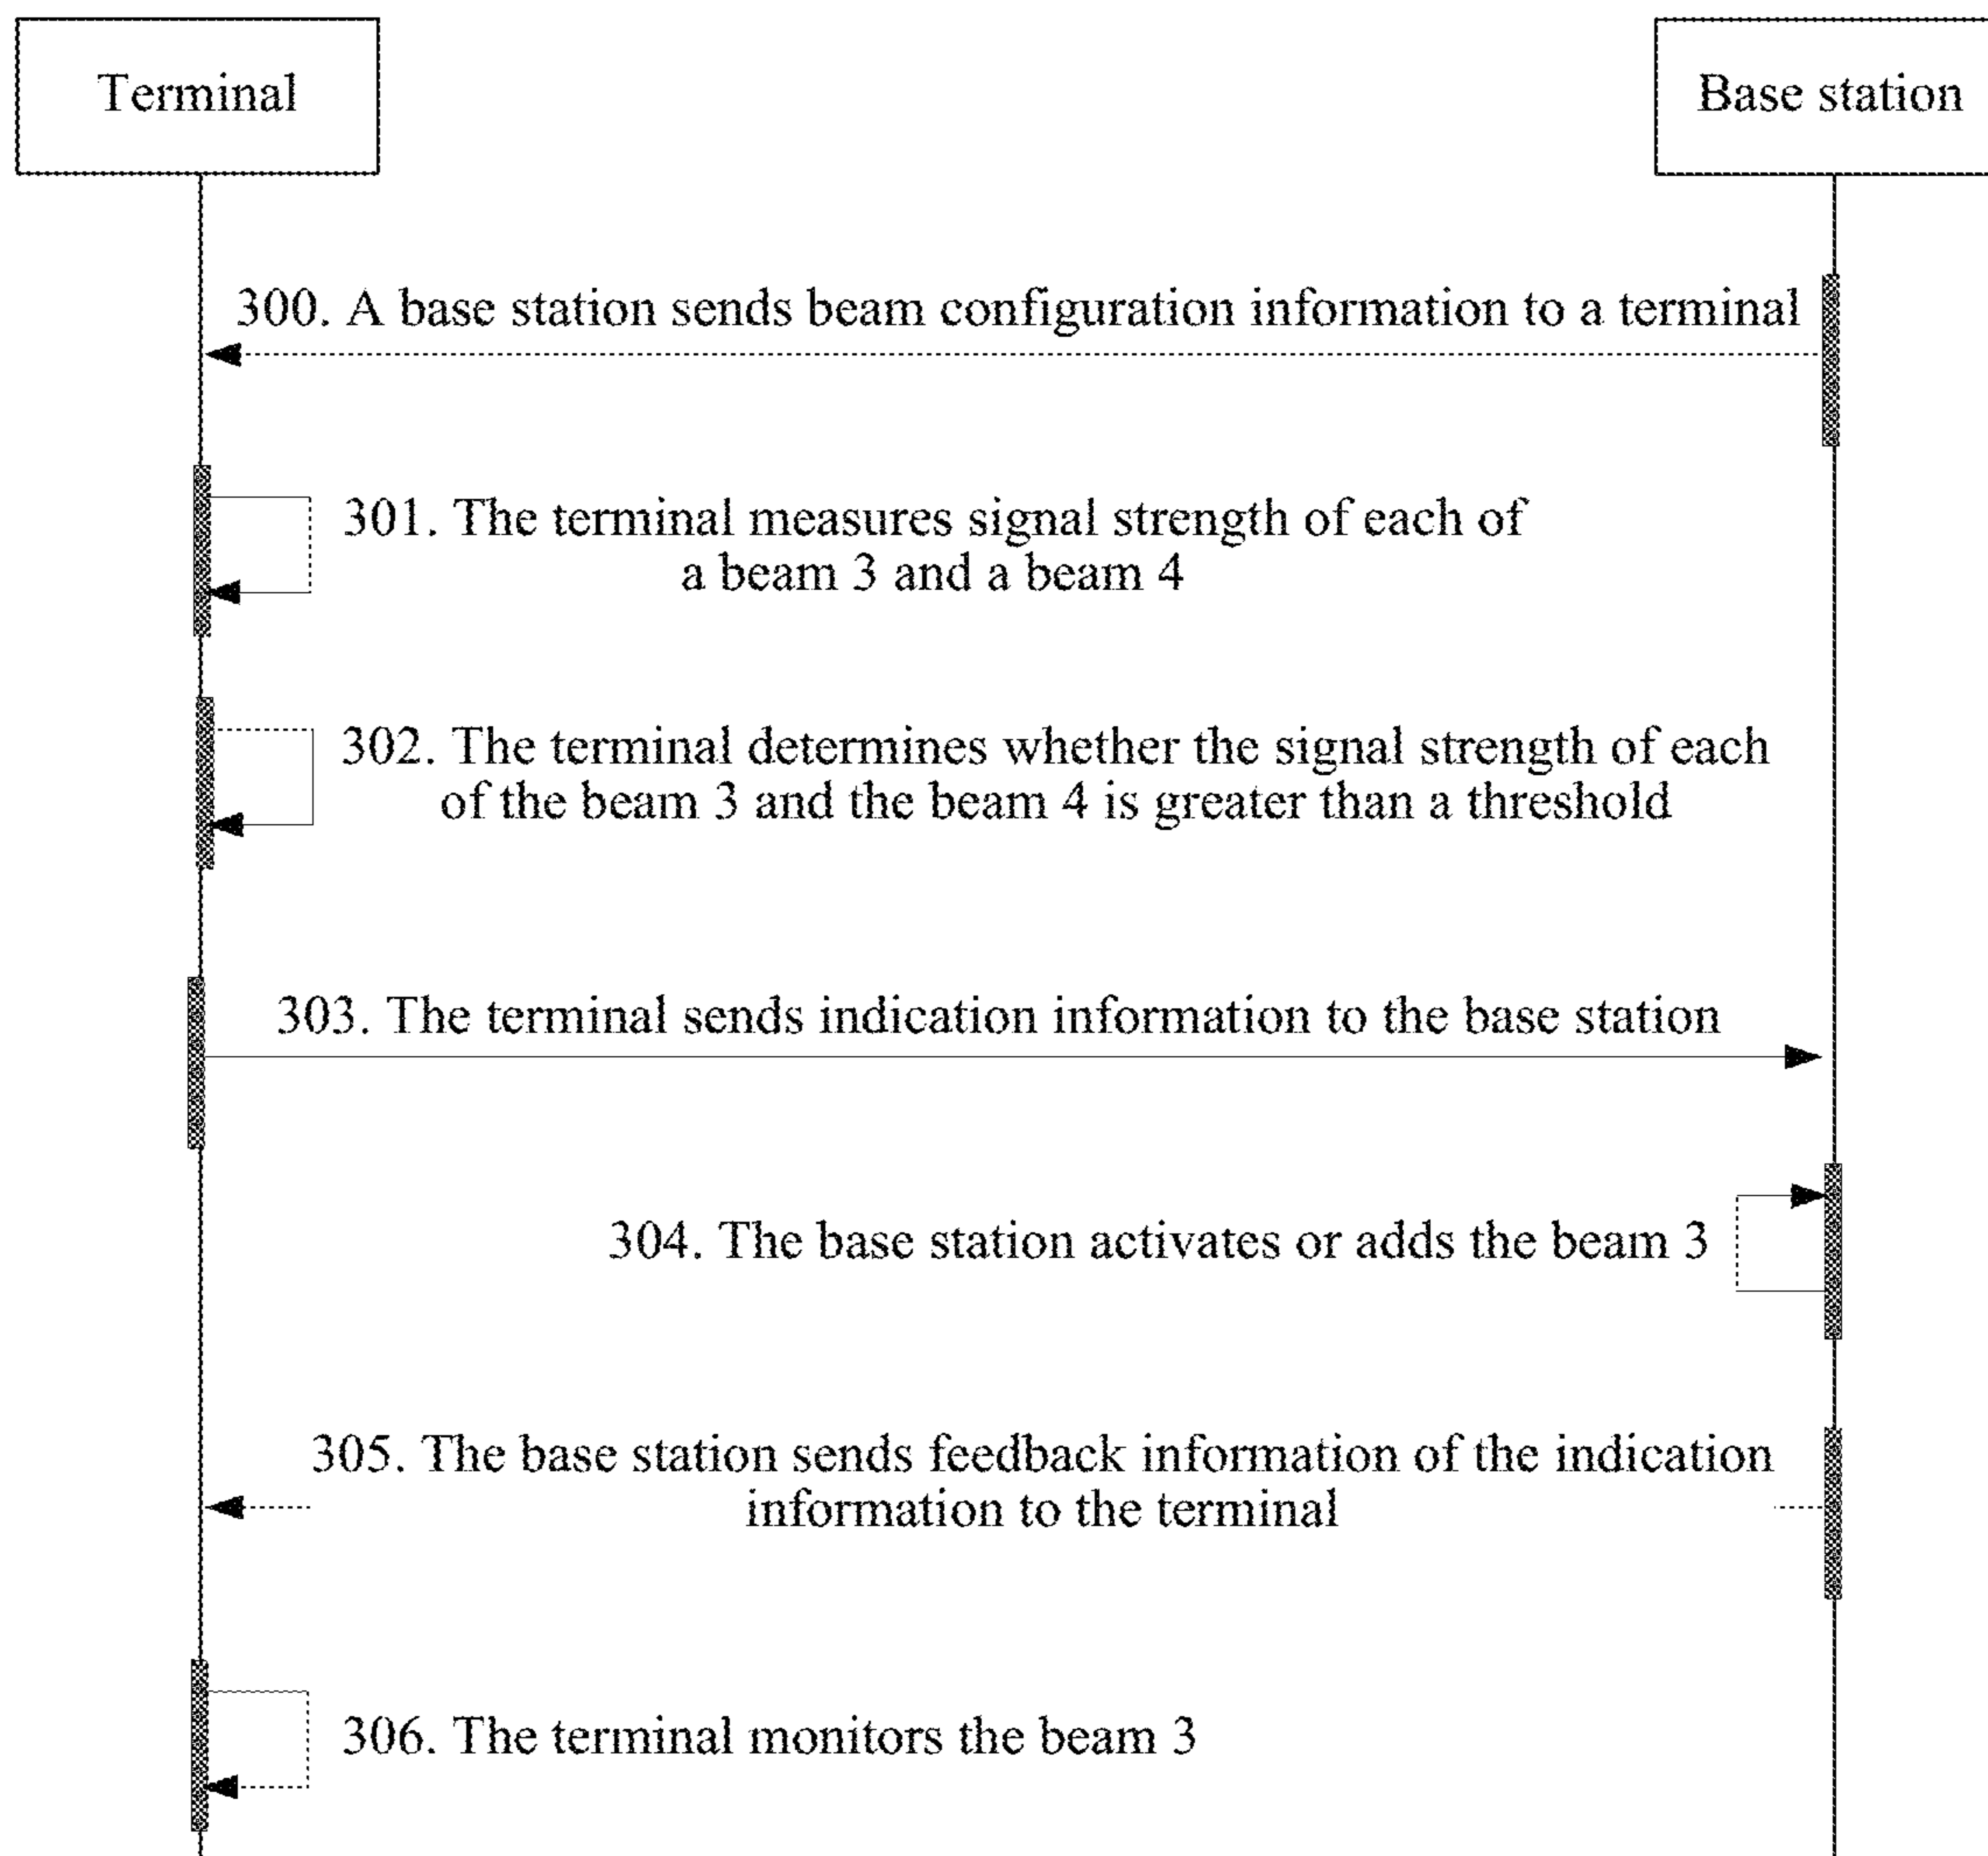 Terminal
Base station
300. A base station sends beam configuration information to a terminal
301. The terminal measures signal strength of each of
a beam 3 and a beam 4
302. The terminal determines whether the signal strength of each
of the beam 3 and the beam 4 is greater than a threshold
303. The terminal sends indication information to the base station
304. The base station activates or adds the beam 3
305. The base station sends feedback information of the indication
information to the terminal
306. The terminal monitors the beam 3